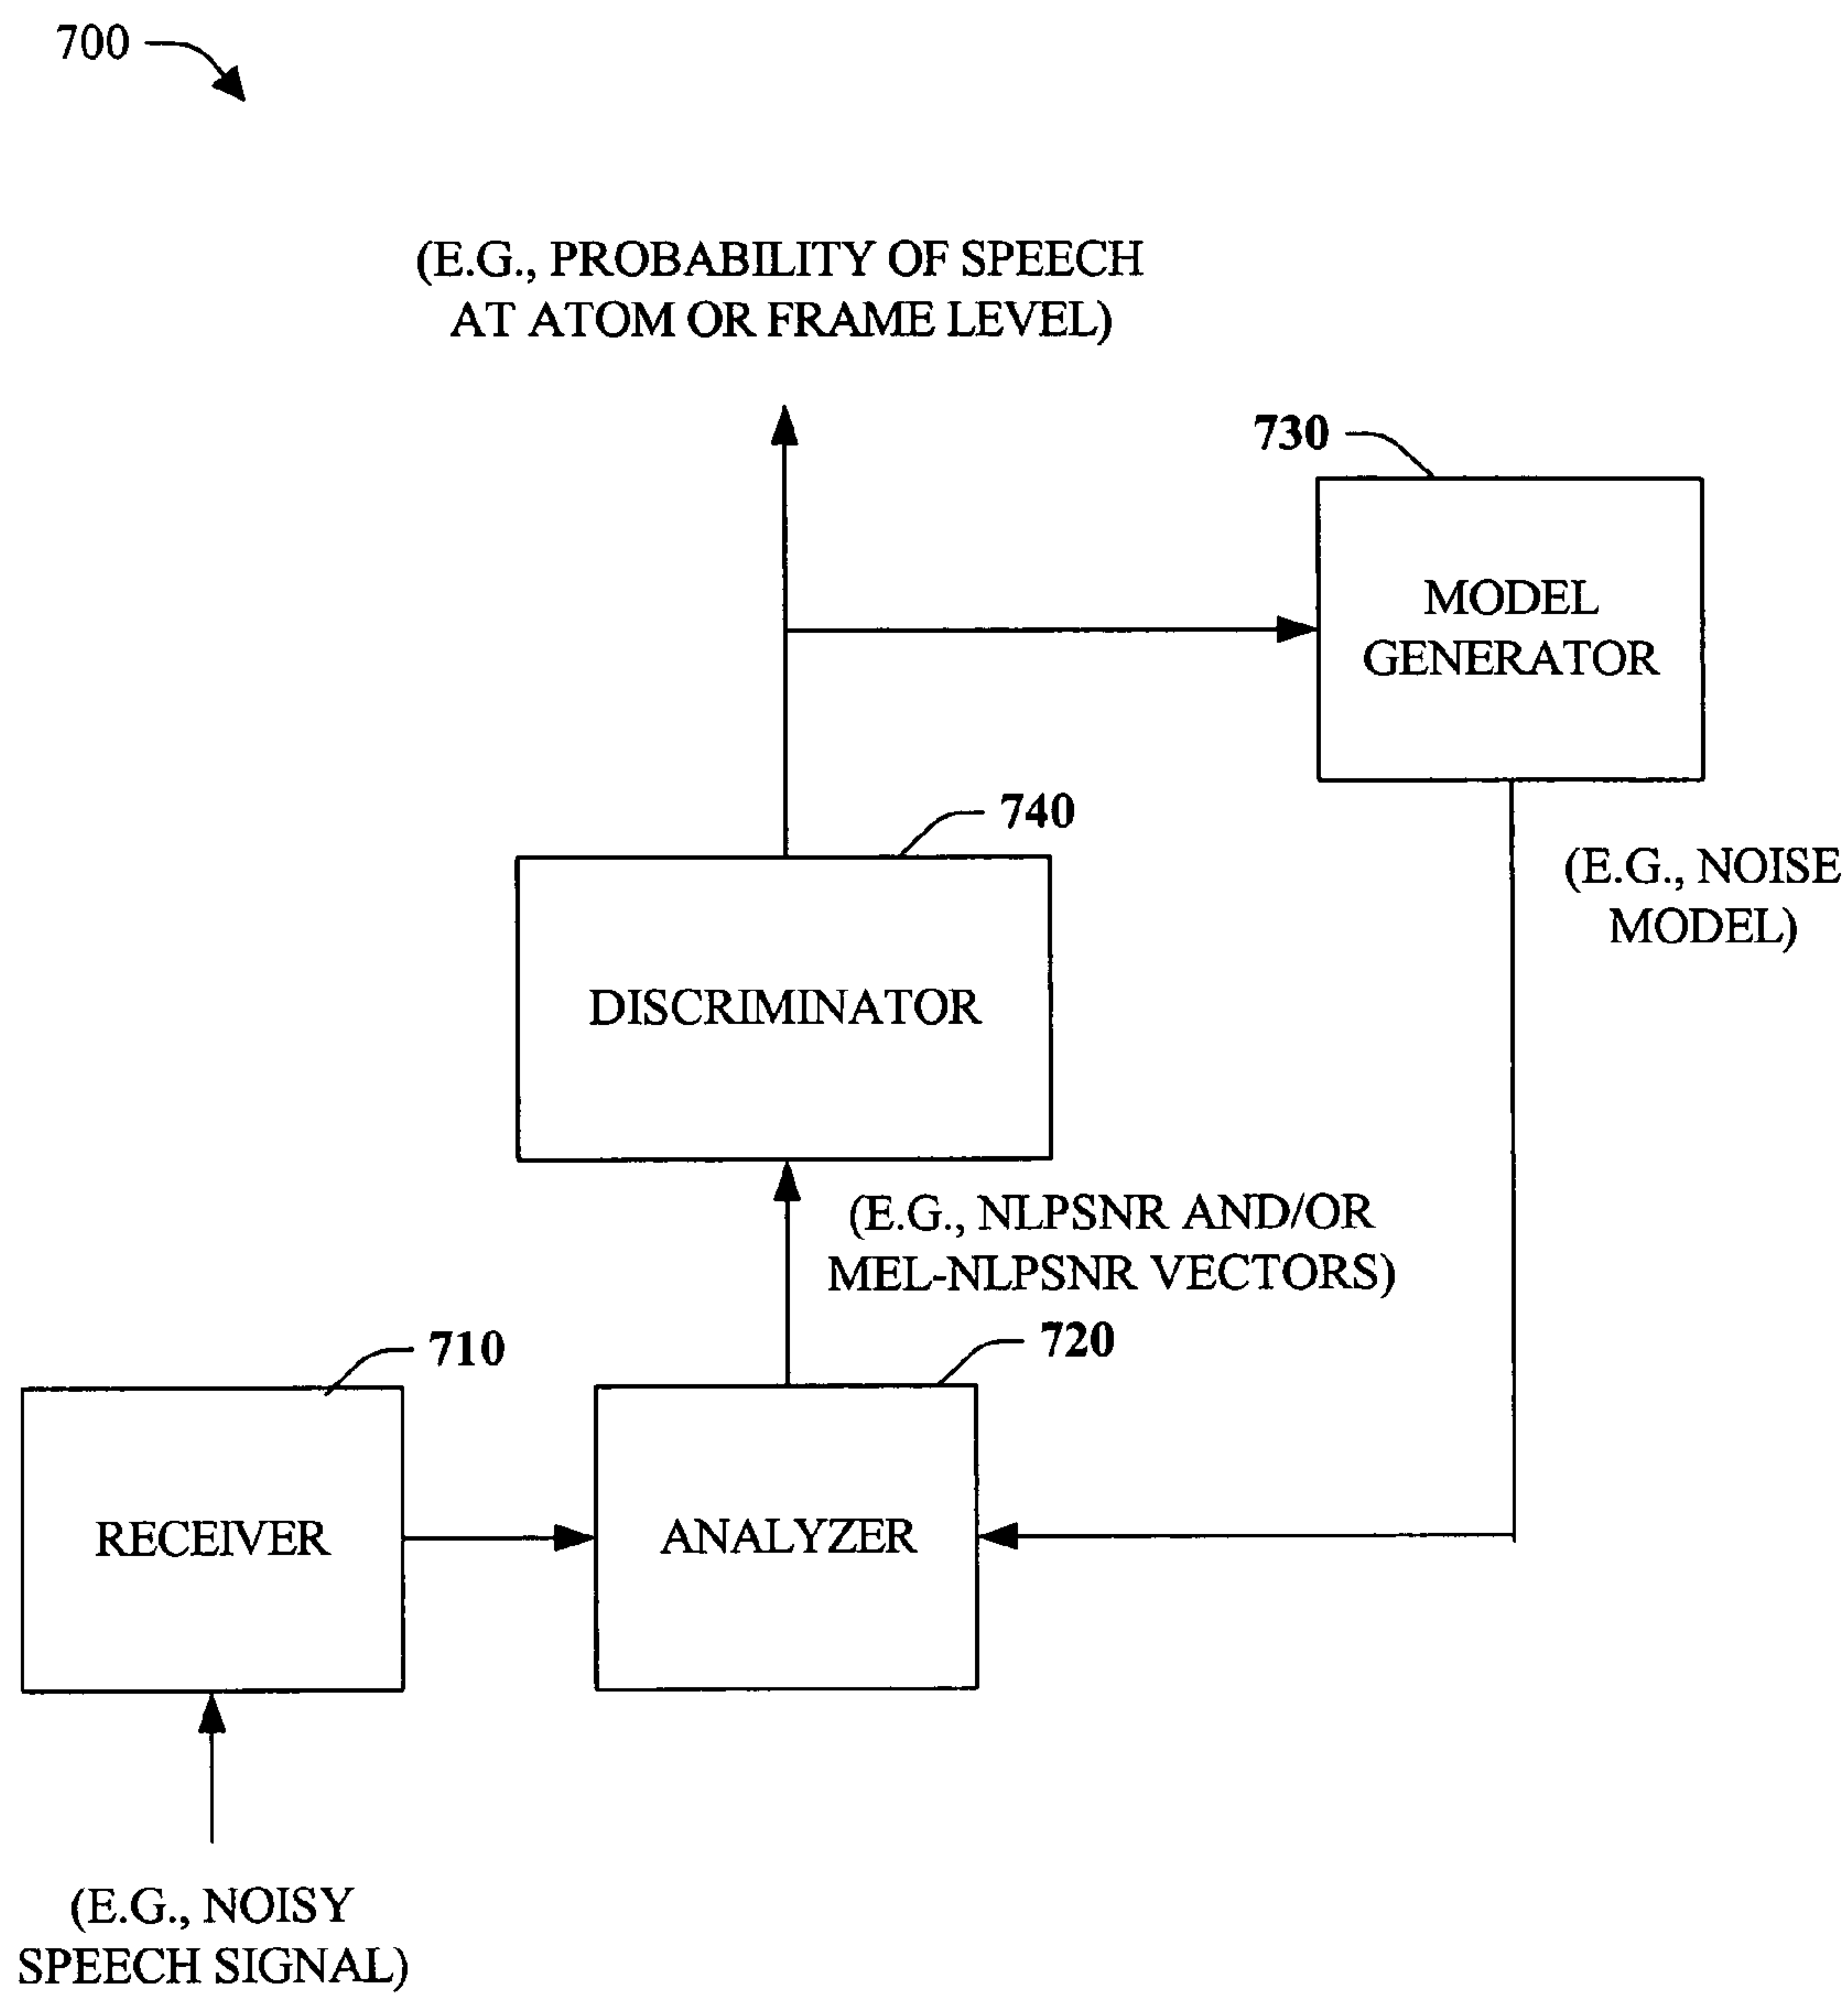 700
(E.G., PROBABILITY OF SPEECH
AT ATOM OR FRAME LEVEL)
730
MODEL
GENERATOR
740
(E.G., NOISE
MODEL)
DISCRIMINATOR
(E.G., NLPSNR AND/OR
MEL-NLPSNR VECTORS)
710
720
RECEIVER
ANALYZER
(E.G., NOISY
SPEECH SIGNAL)